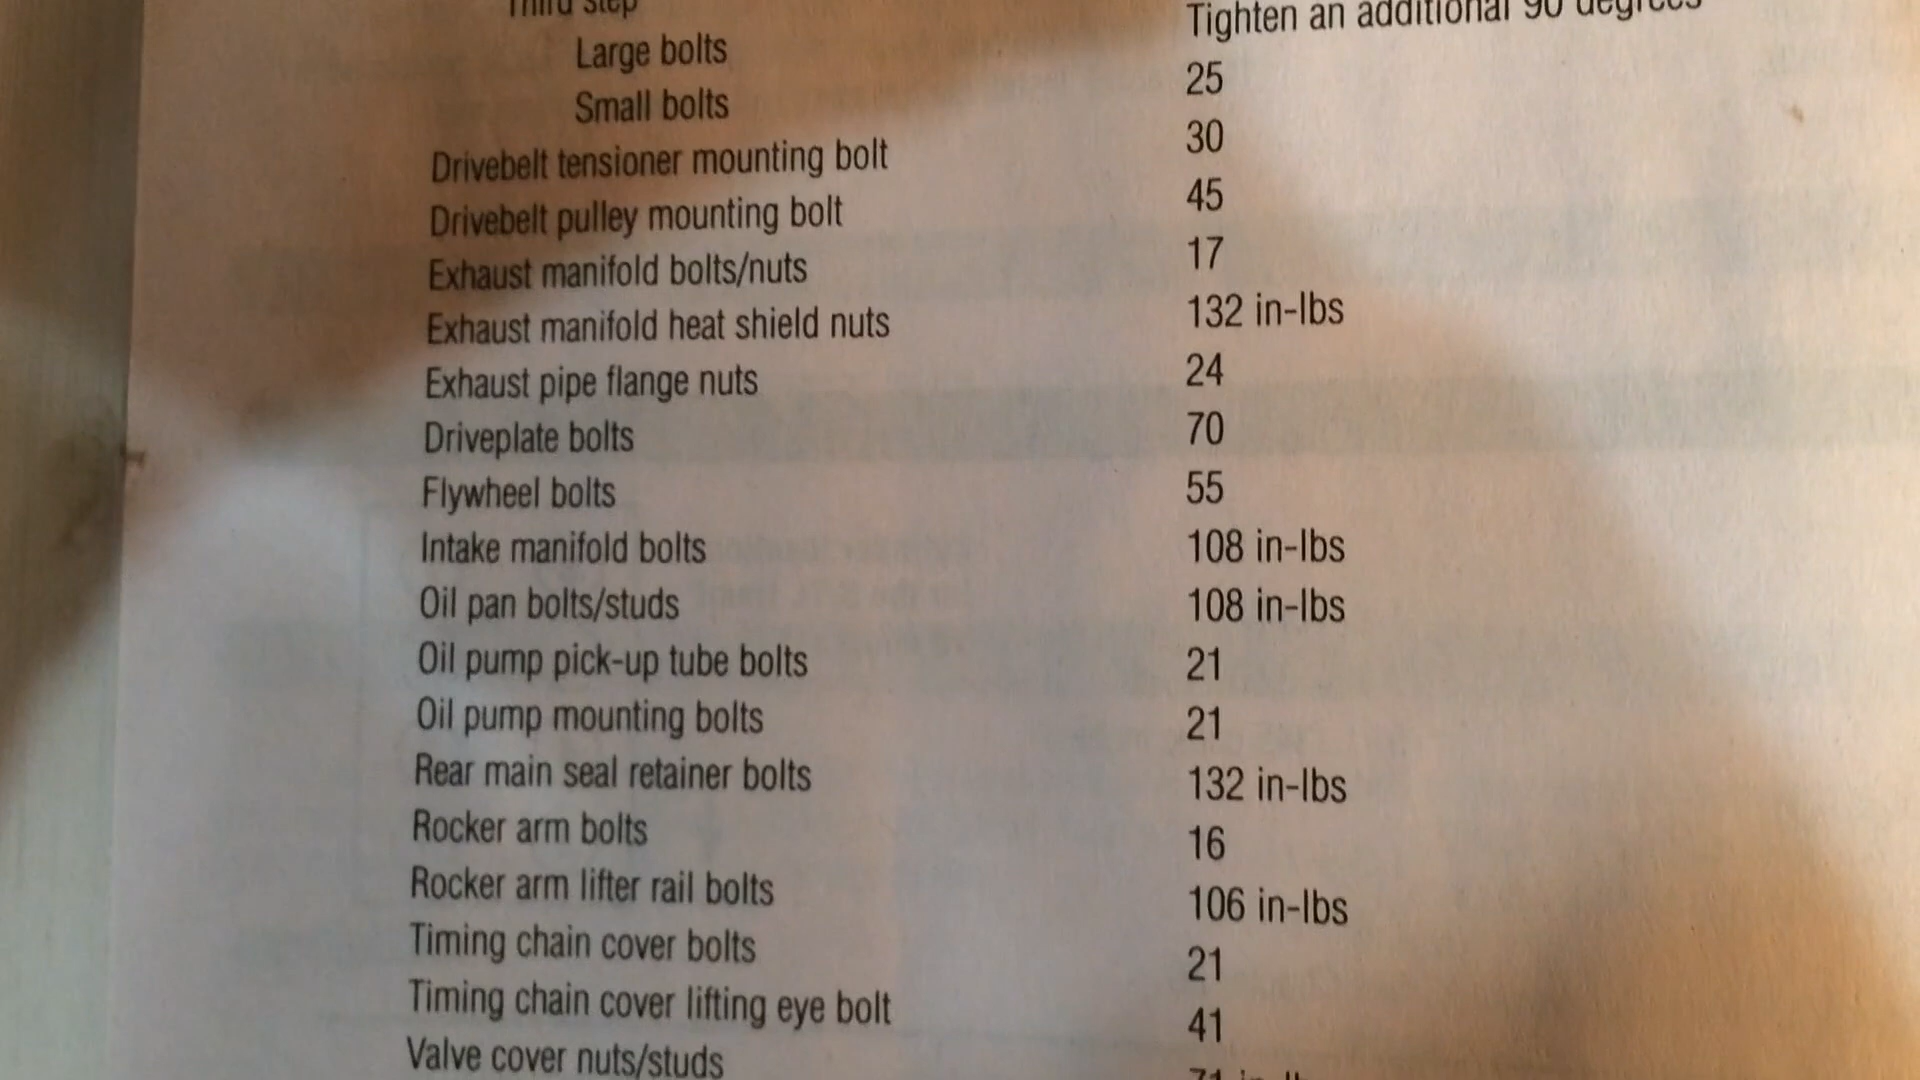 Third step
Large bolts Tighten an additional 90 degrees
Small bolts 25
Drivebelt tensioner mounting bolt 30
Drivebelt pulley mounting bolt 45
Exhaust manifold bolts/nuts 17
Exhaust manifold heat shield nuts 132 in-lbs
Exhaust pipe flange nuts 24
Driveplate bolts 70
Flywheel bolts 55
Intake manifold bolts 108 in-lbs
Oil pan bolts/studs 108 in-lbs
Oil pump pick-up tube bolts 21
Oil pump mounting bolts 21
Rear main seal retainer bolts 132 in-lbs
Rocker arm bolts 16
Rocker arm lifter rail bolts 106 in-lbs
Timing chain cover bolts 21
Timing chain cover lifting eye bolt 41
Valve cover nuts/studs